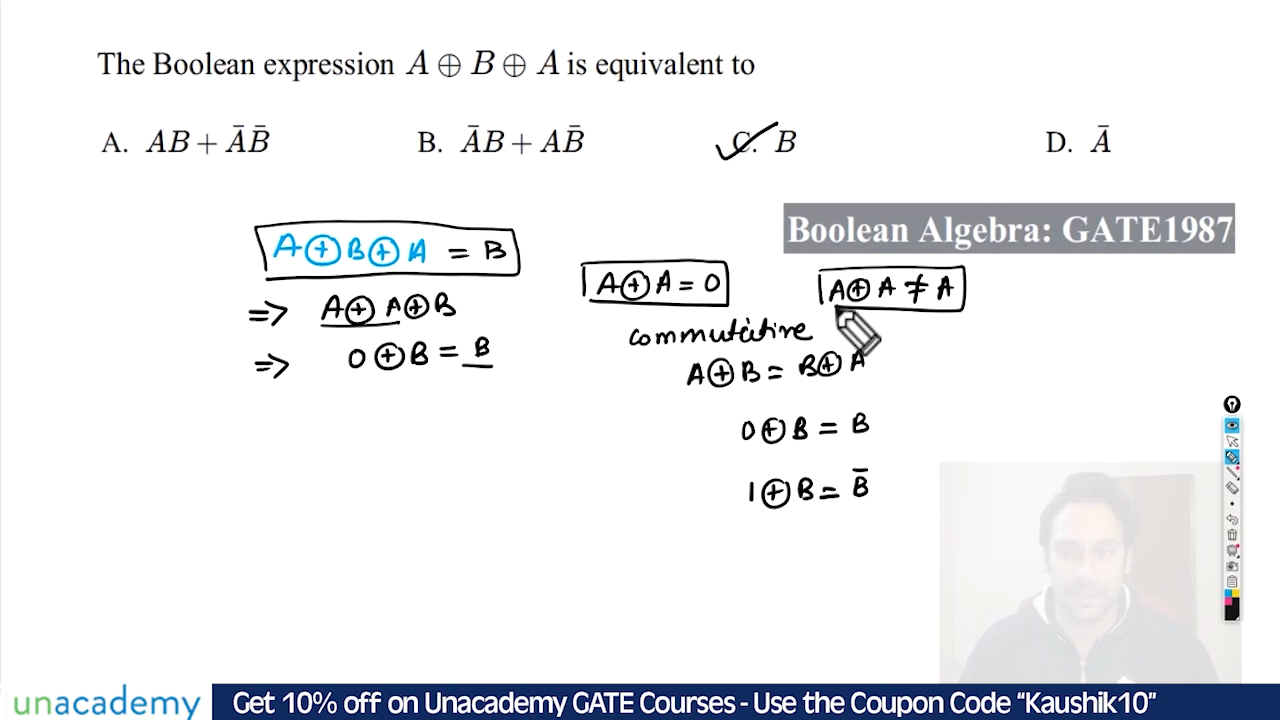 The Boolean expression A ⊕ B ⊕ A is equivalent to
A. AB + ĀB̄ B. ĀB + AB̄ C. B D. Ā
Boolean Algebra: GATE1987
A⊕B⊕A = B
A⊕A = 0
A⊕A ≠ A
=> A⊕A⊕B
commutative
=> 0⊕B = B
A⊕B = B⊕A
0⊕B = B
1⊕B = B̄
unacademy
Get 10% off on Unacademy GATE Courses - Use the Coupon Code “Kaushik10”